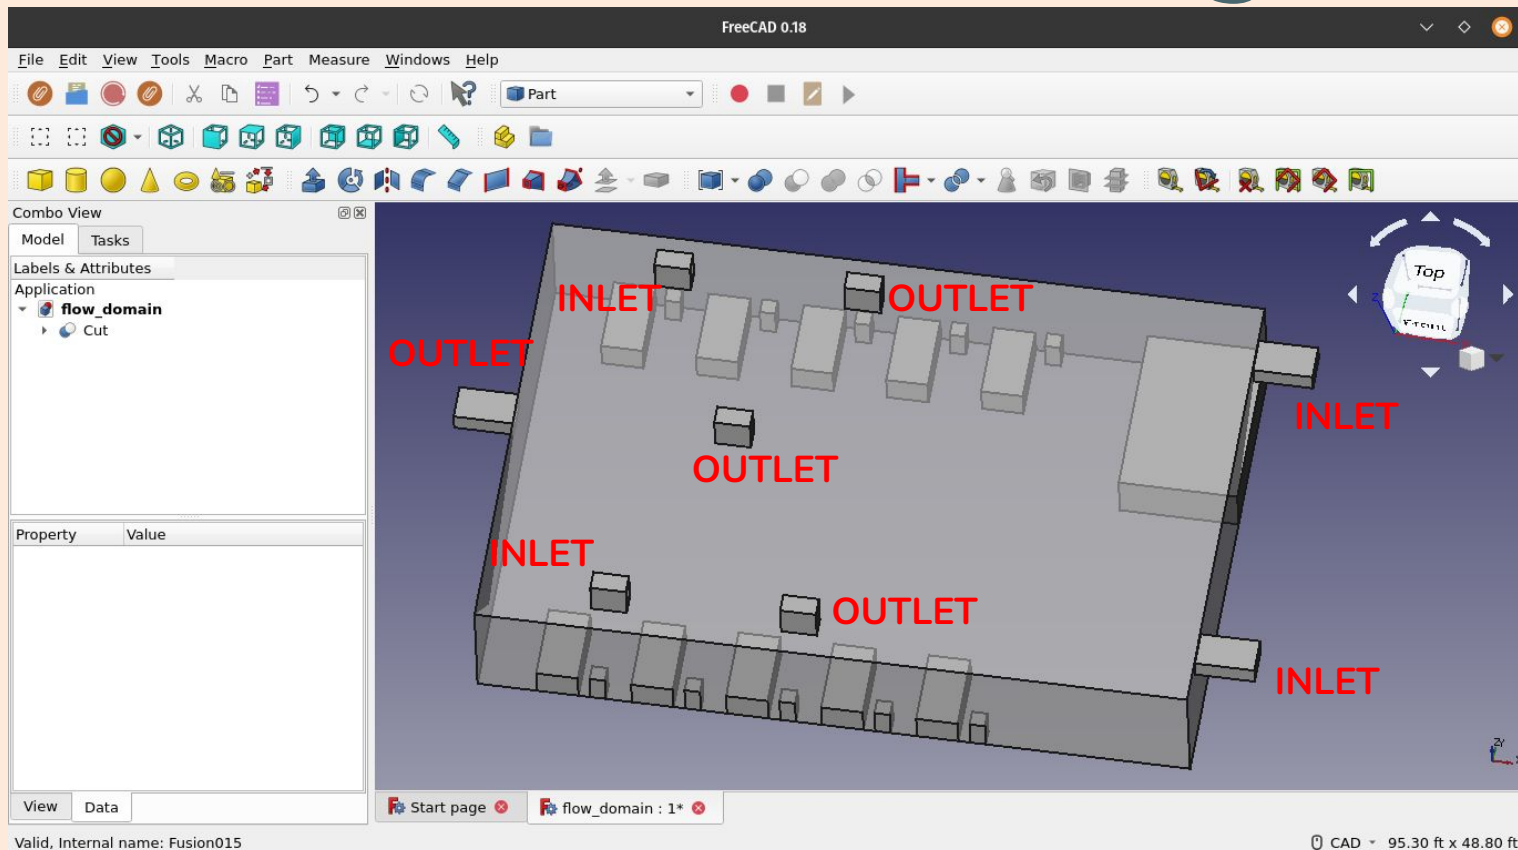 FreeCAD 0.18
File Edit View Tools Macro Part Measure Windows Help
Part
Combo View
Model Tasks
Labels & Attributes
Application
flow_domain
Cut
Property Value
View Data
INLET
OUTLET
OUTLET
INLET
OUTLET
INLET
OUTLET
INLET
Top
Front
Start page
flow_domain : 1*
Valid, Internal name: Fusion015
CAD 95.30 ft x 48.80 ft